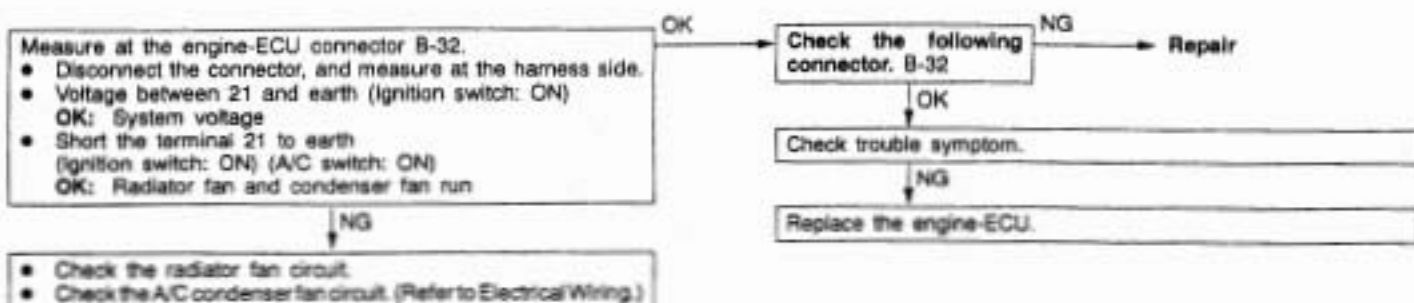 Measure at the engine-ECU connector B-32.
● Disconnect the connector, and measure at the harness side.
● Voltage between 21 and earth (Ignition switch: ON)
OK: System voltage
● Short the terminal 21 to earth
(Ignition switch: ON) (A/C switch: ON)
OK: Radiator fan and condenser fan run
OK
Check the following
connector. B-32
NG
Repair
OK
Check trouble symptom.
NG
Replace the engine-ECU.
NG
● Check the radiator fan circuit.
● Check the A/C condenser fan circuit. (Refer to Electrical Wiring.)